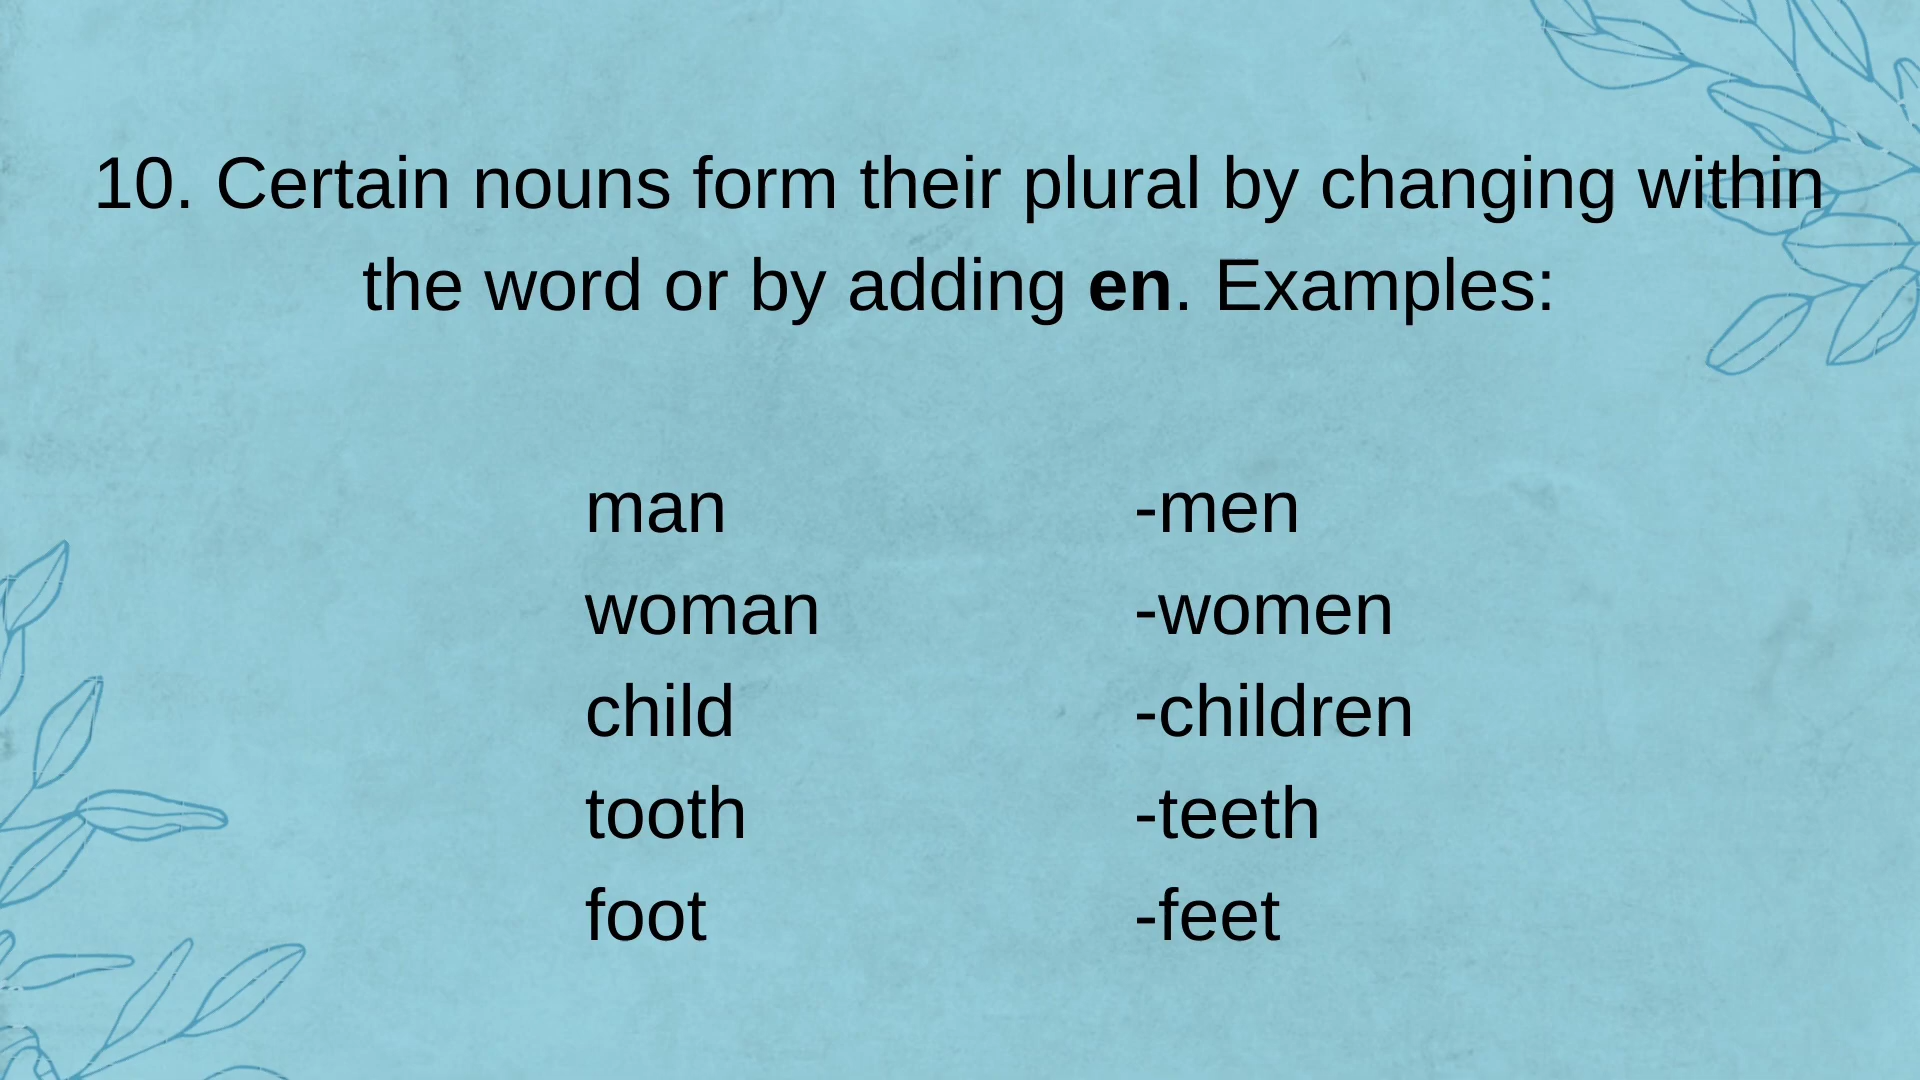 10. Certain nouns form their plural by changing within
the word or by adding en. Examples:
man -men
woman -women
child -children
tooth -teeth
foot -feet